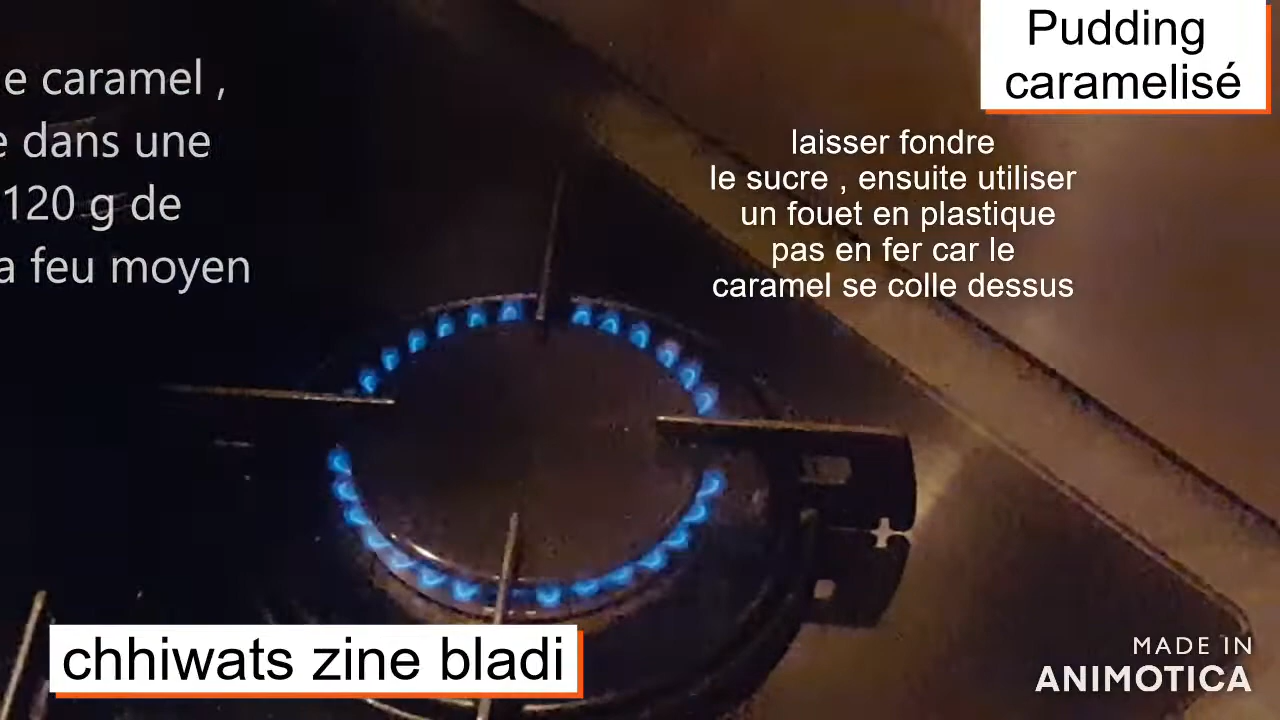 Pudding
caramelisé
e caramel ,
dans une
120 g de
a feu moyen
laisser fondre
le sucre , ensuite utiliser
un fouet en plastique
pas en fer car le
caramel se colle dessus
chhiwats zine bladi
MADE IN
ANIMOTICA